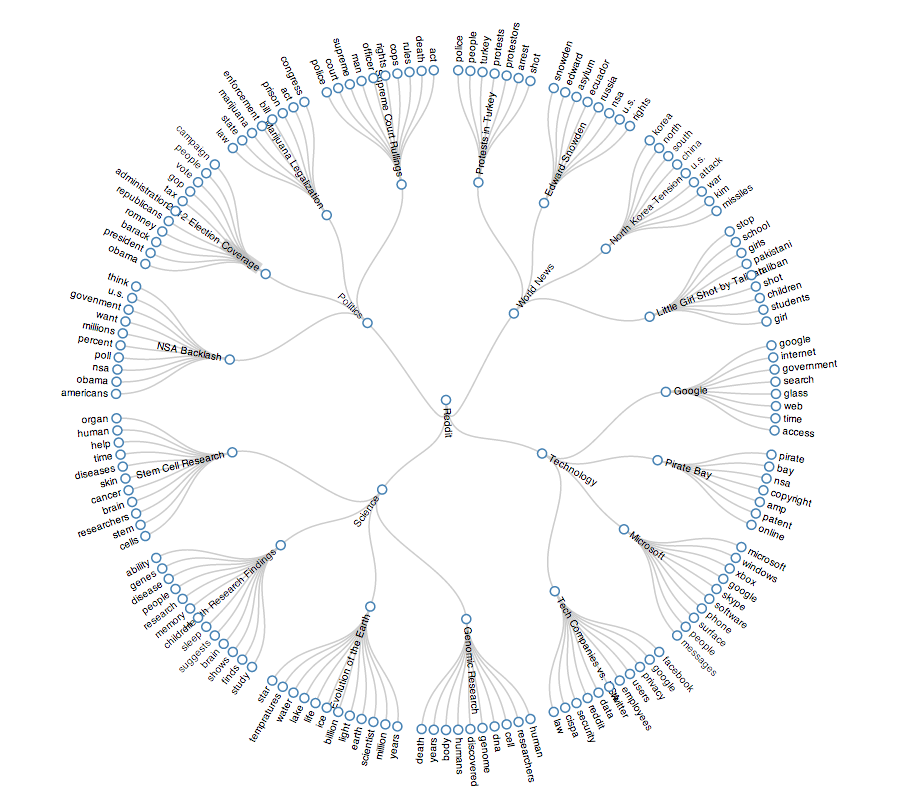 Reddit
Politics
Supreme Court Rulings
police
court
supreme
man
officer
rights
cops
rules
death
act
Marijuana Legalization
law
state
marijuana
enforcement
bill
prison
act
congress
Election Coverage
obama
president
barack
romney
republicans
administration
tax
gop
vote
people
campaign
NSA Backlash
think
u.s.
govenment
want
millions
percent
poll
nsa
obama
americans
World News
Protests in Turkey
police
people
turkey
protests
protestors
arrest
shot
Edward Snowden
snowden
edward
asylum
ecuador
russia
nsa
u.s.
rights
North Korea Tension
korea
north
south
china
u.s.
attack
war
kim
missiles
Little Girl Shot by Taliban
stop
school
girls
pakistani
taliban
shot
children
students
girl
Technology
Google
google
internet
government
search
glass
web
time
access
Pirate Bay
pirate
bay
nsa
copyright
amp
patent
online
Microsoft
microsoft
windows
xbox
google
skype
software
phone
surface
people
messages
Tech Companies vs.
facebook
google
privacy
users
employees
twitter
data
reddit
security
cispa
law
Science
Genomic Research
human
researchers
cell
dna
genome
discovered
humans
bopy
years
death
Evolution of the Earth
years
million
scientist
earth
light
billion
ice
life
lake
water
tempratures
star
Health Research Findings
study
finds
shows
brain
suggests
sleep
children
memory
research
people
disease
genes
ability
Stem Cell Research
organ
human
help
time
diseases
skin
cancer
brain
researchers
stem
cells